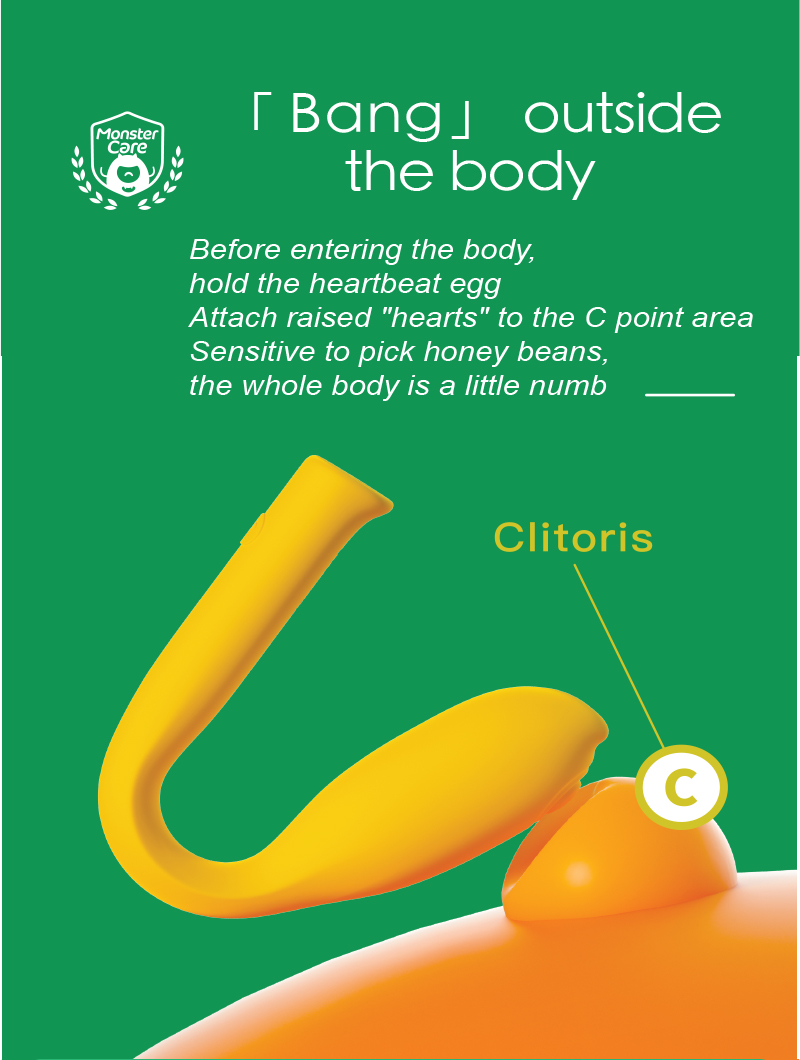 Monster
Care
「Bang」 outside
the body
Before entering the body,
hold the heartbeat egg
Attach raised "hearts" to the C point area
Sensitive to pick honey beans,
the whole body is a little numb
Clitoris
C